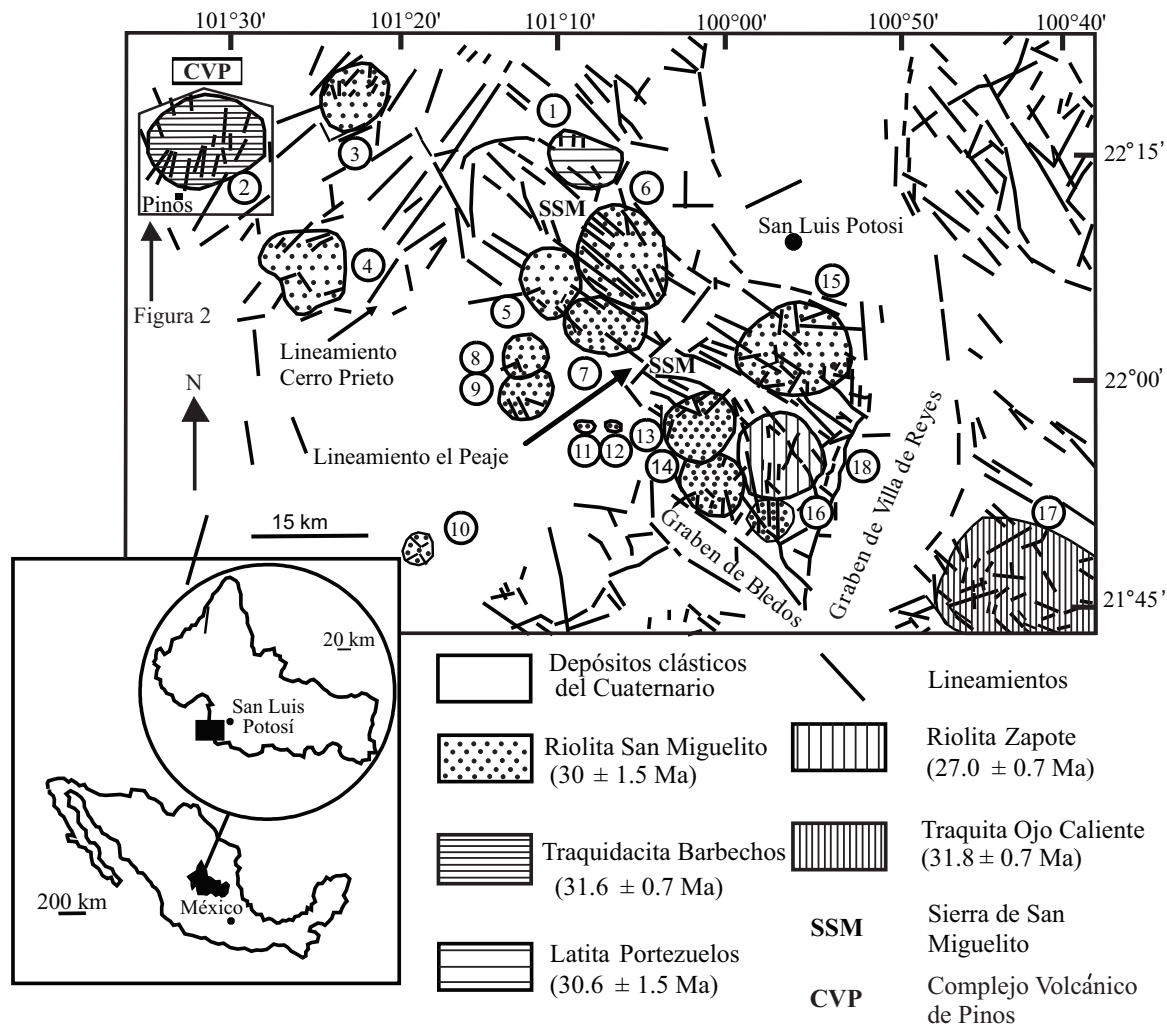 101°30' 101°20' 101°10' 100°00' 100°50' 100°40'
CVP
1
3
22°15'
2
6
Pinos
SSM
San Luis Potosi
4
15
Figura 2
5
Lineamiento
Cerro Prieto
8
7
SSM
9
22°00'
N
11
12
13
Lineamiento el Peaje
14
18
16
Graben de Villa de Reyes
Graben de Bledos
15 km
10
17
21°45'
20 km
San Luis
Potosí
200 km
México
Depósitos clásticos
del Cuaternario
Riolita San Miguelito
(30 ± 1.5 Ma)
Traquidacita Barbechos
(31.6 ± 0.7 Ma)
Latita Portezuelos
(30.6 ± 1.5 Ma)
Lineamientos
Riolita Zapote
(27.0 ± 0.7 Ma)
Traquita Ojo Caliente
(31.8 ± 0.7 Ma)
SSM Sierra de San
Miguelito
CVP Complejo Volcánico
de Pinos